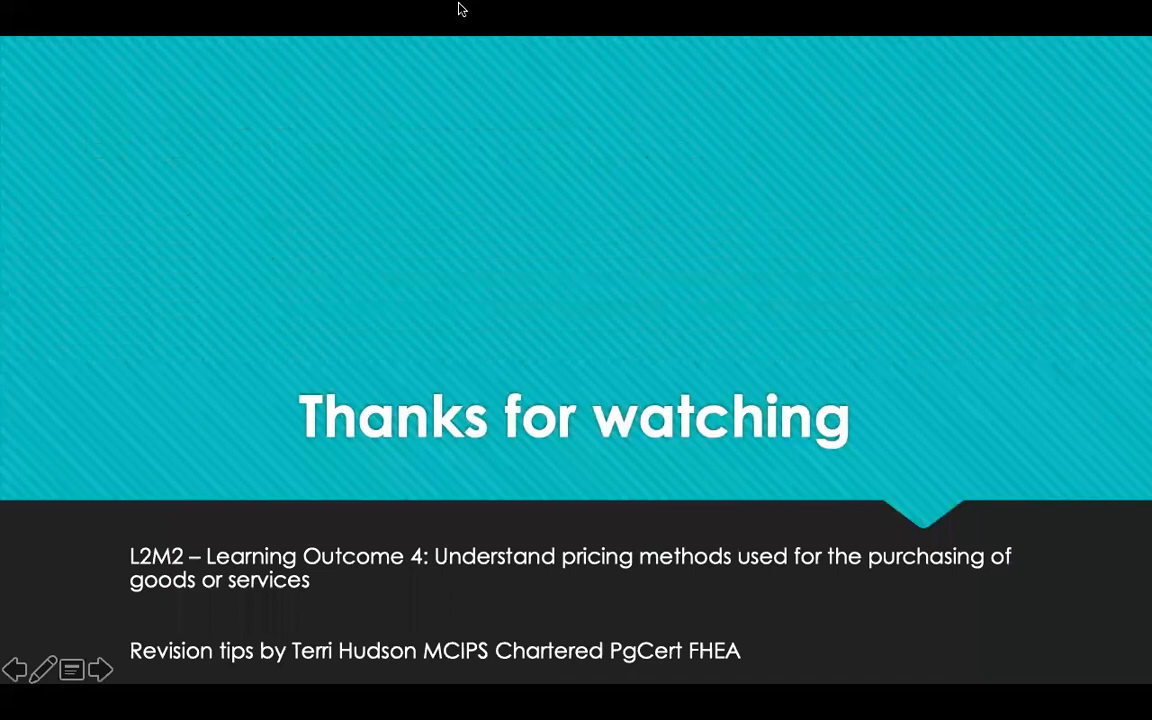 Thanks for watching
L2M2 – Learning Outcome 4: Understand pricing methods used for the purchasing of
goods or services
Revision tips by Terri Hudson MCIPS Chartered PgCert FHEA